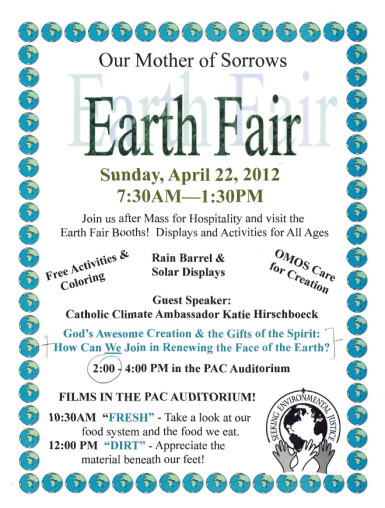 Our Mother of Sorrows
Earth Fair
Sunday, April 22, 2012
7:30AM—1:30PM
Join us after Mass for Hospitality and visit the
Earth Fair Booths! Displays and Activities for All Ages
Free Activities &
Coloring
Rain Barrel &
Solar Displays
OMOS Care
for Creation
Guest Speaker:
Catholic Climate Ambassador Katie Hirschboeck
God's Awesome Creation & the Gifts of the Spirit:
How Can We Join in Renewing the Face of the Earth?
2:00 - 4:00 PM in the PAC Auditorium
FILMS IN THE PAC AUDITORIUM!
10:30AM “FRESH” - Take a look at our
food system and the food we eat.
12:00 PM “DIRT” - Appreciate the
material beneath our feet!
SEEKING ENVIRONMENTAL JUSTICE